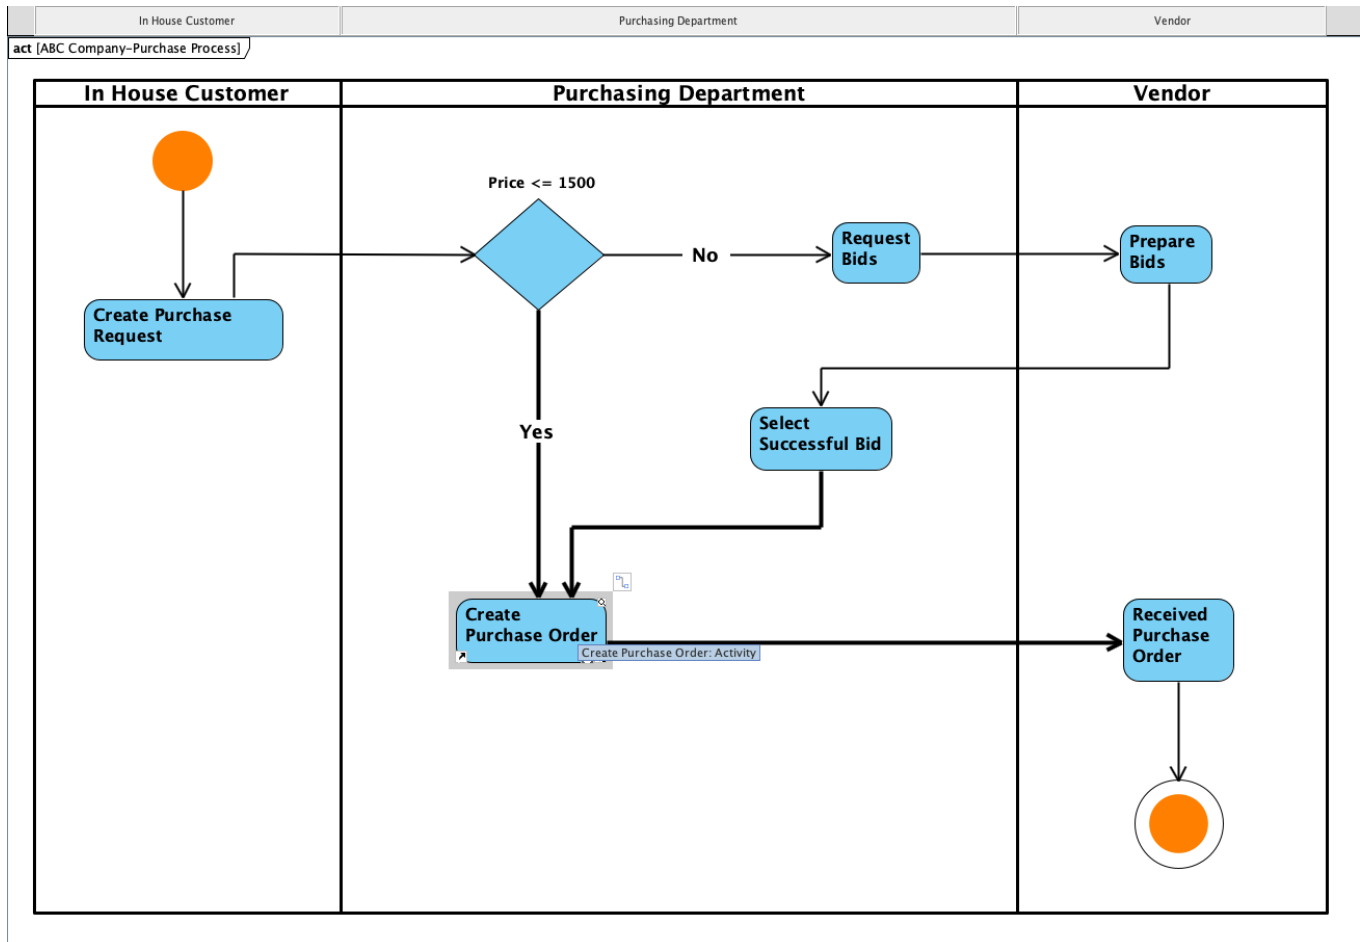 In House Customer
Purchasing Department
Vendor
act [ABC Company-Purchase Process]
In House Customer
Purchasing Department
Vendor
Price <= 1500
Create Purchase
Request
No
Request
Bids
Prepare
Bids
Yes
Select
Successful Bid
Create
Purchase Order
Create Purchase Order: Activity
Received
Purchase
Order